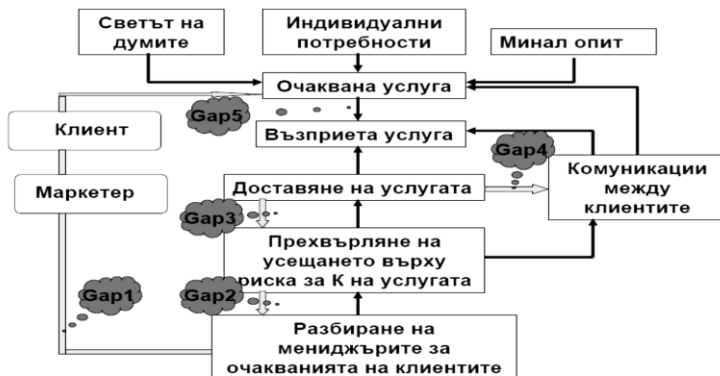 Светът на
думите
Индивидуални
потребности
Минал опит
Очаквана услуга
Gap5
Клиент
Възприета услуга
Gap4
Маркетер
Доставяне на услугата
Комуникации
между
клиентите
Gap3
Прехвърляне на
усещането върху
риска за К на услугата
Gap1
Gap2
Разбиране на
мениджърите за
очакванията на клиентите